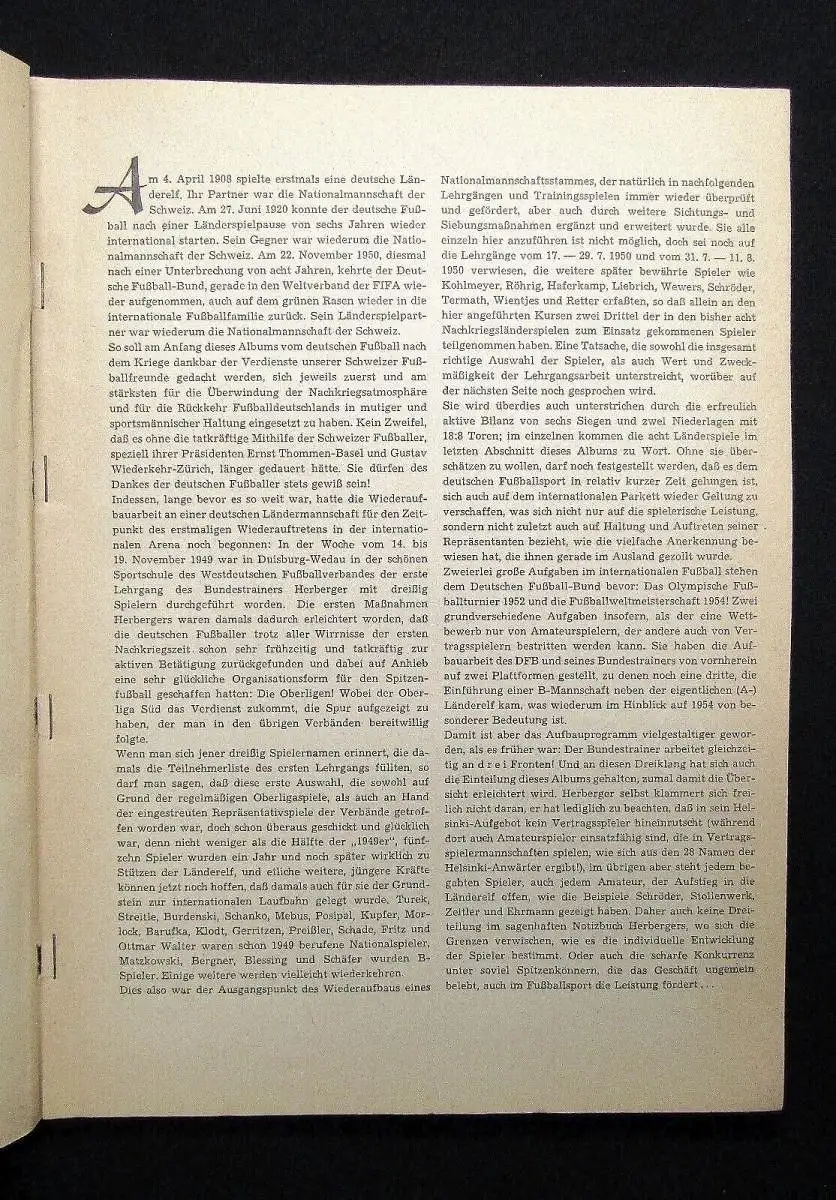 Am 4. April 1908 spielte erstmals eine deutsche Län-
derelf. Ihr Partner war die Nationalmannschaft der
Schweiz. Am 27. Juni 1920 konnte der deutsche Fuß-
ball nach einer Länderspielpause von sechs Jahren wieder
international starten. Sein Gegner war wiederum die Natio-
nalmannschaft der Schweiz. Am 22. November 1950, diesmal
nach einer Unterbrechung von acht Jahren, kehrte der Deut-
sche Fußball-Bund, gerade in den Weltverband der FIFA wie-
der aufgenommen, auch auf dem grünen Rasen wieder in die
internationale Fußballfamilie zurück. Sein Länderspielpart-
ner war wiederum die Nationalmannschaft der Schweiz.
So soll am Anfang dieses Albums vom deutschen Fußball nach
dem Kriege dankbar der Verdienste unserer Schweizer Fuß-
ballfreunde gedacht werden, sich jeweils zuerst und am
stärksten für die Überwindung der Nachkriegsatmosphäre
und für die Rückkehr Fußballdeutschlands in mutiger und
sportsmännischer Haltung eingesetzt zu haben. Kein Zweifel,
daß es ohne die tatkräftige Mithilfe der Schweizer Fußballer,
speziell ihrer Präsidenten Ernst Thommen-Basel und Gustav
Wiederkehr-Zürich, länger gedauert hätte. Sie dürfen des
Dankes der deutschen Fußballer stets gewiß sein!
Indessen, lange bevor es so weit war, hatte die Wiederauf-
bauarbeit an einer deutschen Ländermannschaft für den Zeit-
punkt des erstmaligen Wiederauftretens in der internatio-
nalen Arena noch begonnen: In der Woche vom 14. bis
19. November 1949 war in Duisburg-Wedau in der schönen
Sportschule des Westdeutschen Fußballverbandes der erste
Lehrgang des Bundestrainers Herberger mit dreißig
Spielern durchgeführt worden. Die ersten Maßnahmen
Herbergers waren damals dadurch erleichtert worden, daß
die deutschen Fußballer trotz aller Wirrnisse der ersten
Nachkriegszeit schon sehr frühzeitig und tatkräftig zur
aktiven Betätigung zurückgefunden und dabei auf Anhieb
eine sehr glückliche Organisationsform für den Spitzen-
fußball geschaffen hatten: Die Oberligen! Wobei der Ober-
liga Süd das Verdienst zukommt, die Spur aufgezeigt zu
haben, der man in den übrigen Verbänden bereitwillig
folgte.
Wenn man sich jener dreißig Spielernamen erinnert, die da-
mals die Teilnehmerliste des ersten Lehrgangs füllten, so
darf man sagen, daß diese erste Auswahl, die sowohl auf
Grund der regelmäßigen Oberligaspiele, als auch an Hand
der eingestreuten Repräsentativspiele der Verbände getrof-
fen worden war, doch schon überaus geschickt und glücklich
war, denn nicht weniger als die Hälfte der „1949er“, fünf-
zehn Spieler wurden ein Jahr und noch später wirklich zu
Stützen der Länderelf, und etliche weitere, jüngere Kräfte
können jetzt noch hoffen, daß damals auch für sie der Grund-
stein zur internationalen Laufbahn gelegt wurde. Turek,
Streitle, Burdenski, Schanko, Mebus, Posipal, Kupfer, Mor-
lock, Barufka, Klodt, Gerritzen, Preißler, Schade, Fritz und
Ottmar Walter waren schon 1949 berufene Nationalspieler,
Matzkowski, Bergner, Blessing und Schäfer wurden B-
Spieler. Einige weitere werden vielleicht wiederkehren.
Dies also war der Ausgangspunkt des Wiederaufbaus eines
Nationalmannschaftsstammes, der natürlich in nachfolgenden
Lehrgängen und Trainingsspielen immer wieder überprüft
und gefördert, aber auch durch weitere Sichtungs- und
Siebungsmaßnahmen ergänzt und erweitert wurde. Sie alle
einzeln hier anzuführen ist nicht möglich, doch sei noch auf
die Lehrgänge vom 17. — 29. 7. 1950 und vom 31. 7. — 11. 8.
1950 verwiesen, die weitere später bewährte Spieler wie
Kohlmeyer, Röhrig, Haferkamp, Liebrich, Wewers, Schröder,
Termath, Wientjes und Retter erfaßten, so daß allein an den
hier angeführten Kursen zwei Drittel der in den bisher acht
Nachkriegsländerspielen zum Einsatz gekommenen Spieler
teilgenommen haben. Eine Tatsache, die sowohl die insgesamt
richtige Auswahl der Spieler, als auch Wert und Zweck-
mäßigkeit der Lehrgangsarbeit unterstreicht, worüber auf
der nächsten Seite noch gesprochen wird.
Sie wird überdies auch unterstrichen durch die erfreulich
aktive Bilanz von sechs Siegen und zwei Niederlagen mit
18:8 Toren; im einzelnen kommen die acht Länderspiele im
letzten Abschnitt dieses Albums zu Wort. Ohne sie über-
schätzen zu wollen, darf noch festgestellt werden, daß es dem
deutschen Fußballsport in relativ kurzer Zeit gelungen ist,
sich auch auf dem internationalen Parkett wieder Geltung zu
verschaffen, was sich nicht nur auf die spielerische Leistung,
sondern nicht zuletzt auch auf Haltung und Auftreten seiner
Repräsentanten bezieht, wie die vielfach Anerkennung be-
wiesen hat, die ihnen gerade im Ausland gezollt wurde.
Zweierlei große Aufgaben im internationalen Fußball stehen
dem Deutschen Fußball-Bund bevor: Das Olympische Fuß-
ballturnier 1952 und die Fußballweltmeisterschaft 1954! Zwei
grundverschiedene Aufgaben insofern, als der eine Wett-
bewerb nur von Amateurspielern, der andere auch von Ver-
tragsspielern bestritten werden kann. Sie haben die Auf-
bauarbeit des DFB und seines Bundestrainers von vornherein
auf zwei Plattformen gestellt, zu denen noch eine dritte, die
Einführung einer B-Mannschaft neben der eigentlichen (A-)
Länderelf kam, was wiederum im Hinblick auf 1954 von be-
sonderer Bedeutung ist.
Damit ist aber das Aufbauprogramm vielgestaltiger gewor-
den, als es früher war: Der Bundestrainer arbeitet gleichzei-
tig an drei Fronten! Und an diesen Dreiklang hat sich auch
die Einteilung dieses Albums gehalten, zumal damit die Über-
sicht erleichtert wird. Herberger selbst klammert sich frei-
lich nicht daran, er hat lediglich zu beachten, daß in sein Hel-
sinki-Aufgebot kein Vertragsspieler hineinrutscht (während
dort auch Amateurspieler einsatzfähig sind, die in Vertrags-
spielermannschaften spielen, wie sich aus den 28 Namen der
Helsinki-Anwärter ergibt!), im übrigen aber steht jedem be-
gabten Spieler, auch jedem Amateur, der Aufstieg in die
Länderelf offen, wie die Beispiele Schröder, Stollenwerk,
Zeitler und Ehrmann gezeigt haben. Daher auch keine Drei-
teilung im sagenhaften Notizbuch Herbergers, wo sich die
Grenzen verwischen, wie es die individuelle Entwicklung
der Spieler bestimmt. Oder auch die scharfe Konkurrenz
unter soviel Spitzenkönnern, die das Geschäft ungemein
belebt, auch im Fußballsport die Leistung fördert...